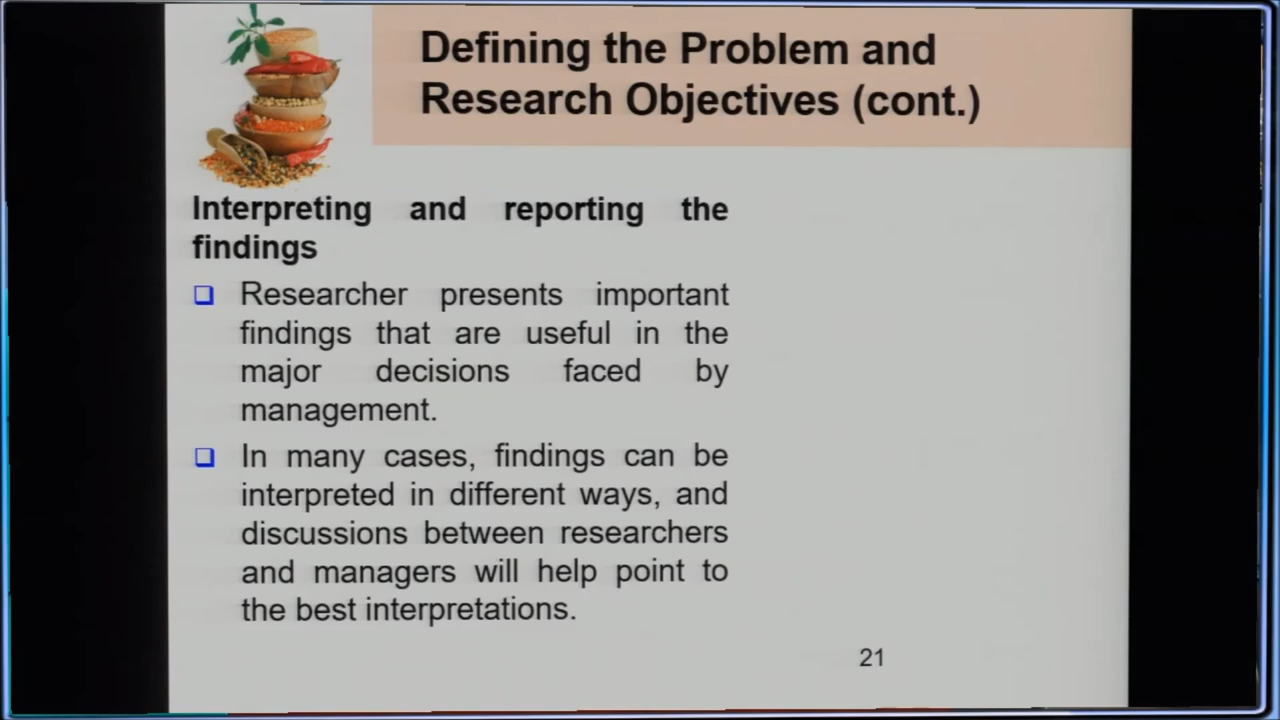 Defining the Problem and
Research Objectives (cont.)
Interpreting and reporting the
findings
❑ Researcher presents important
findings that are useful in the
major decisions faced by
management.
❑ In many cases, findings can be
interpreted in different ways, and
discussions between researchers
and managers will help point to
the best interpretations.
21